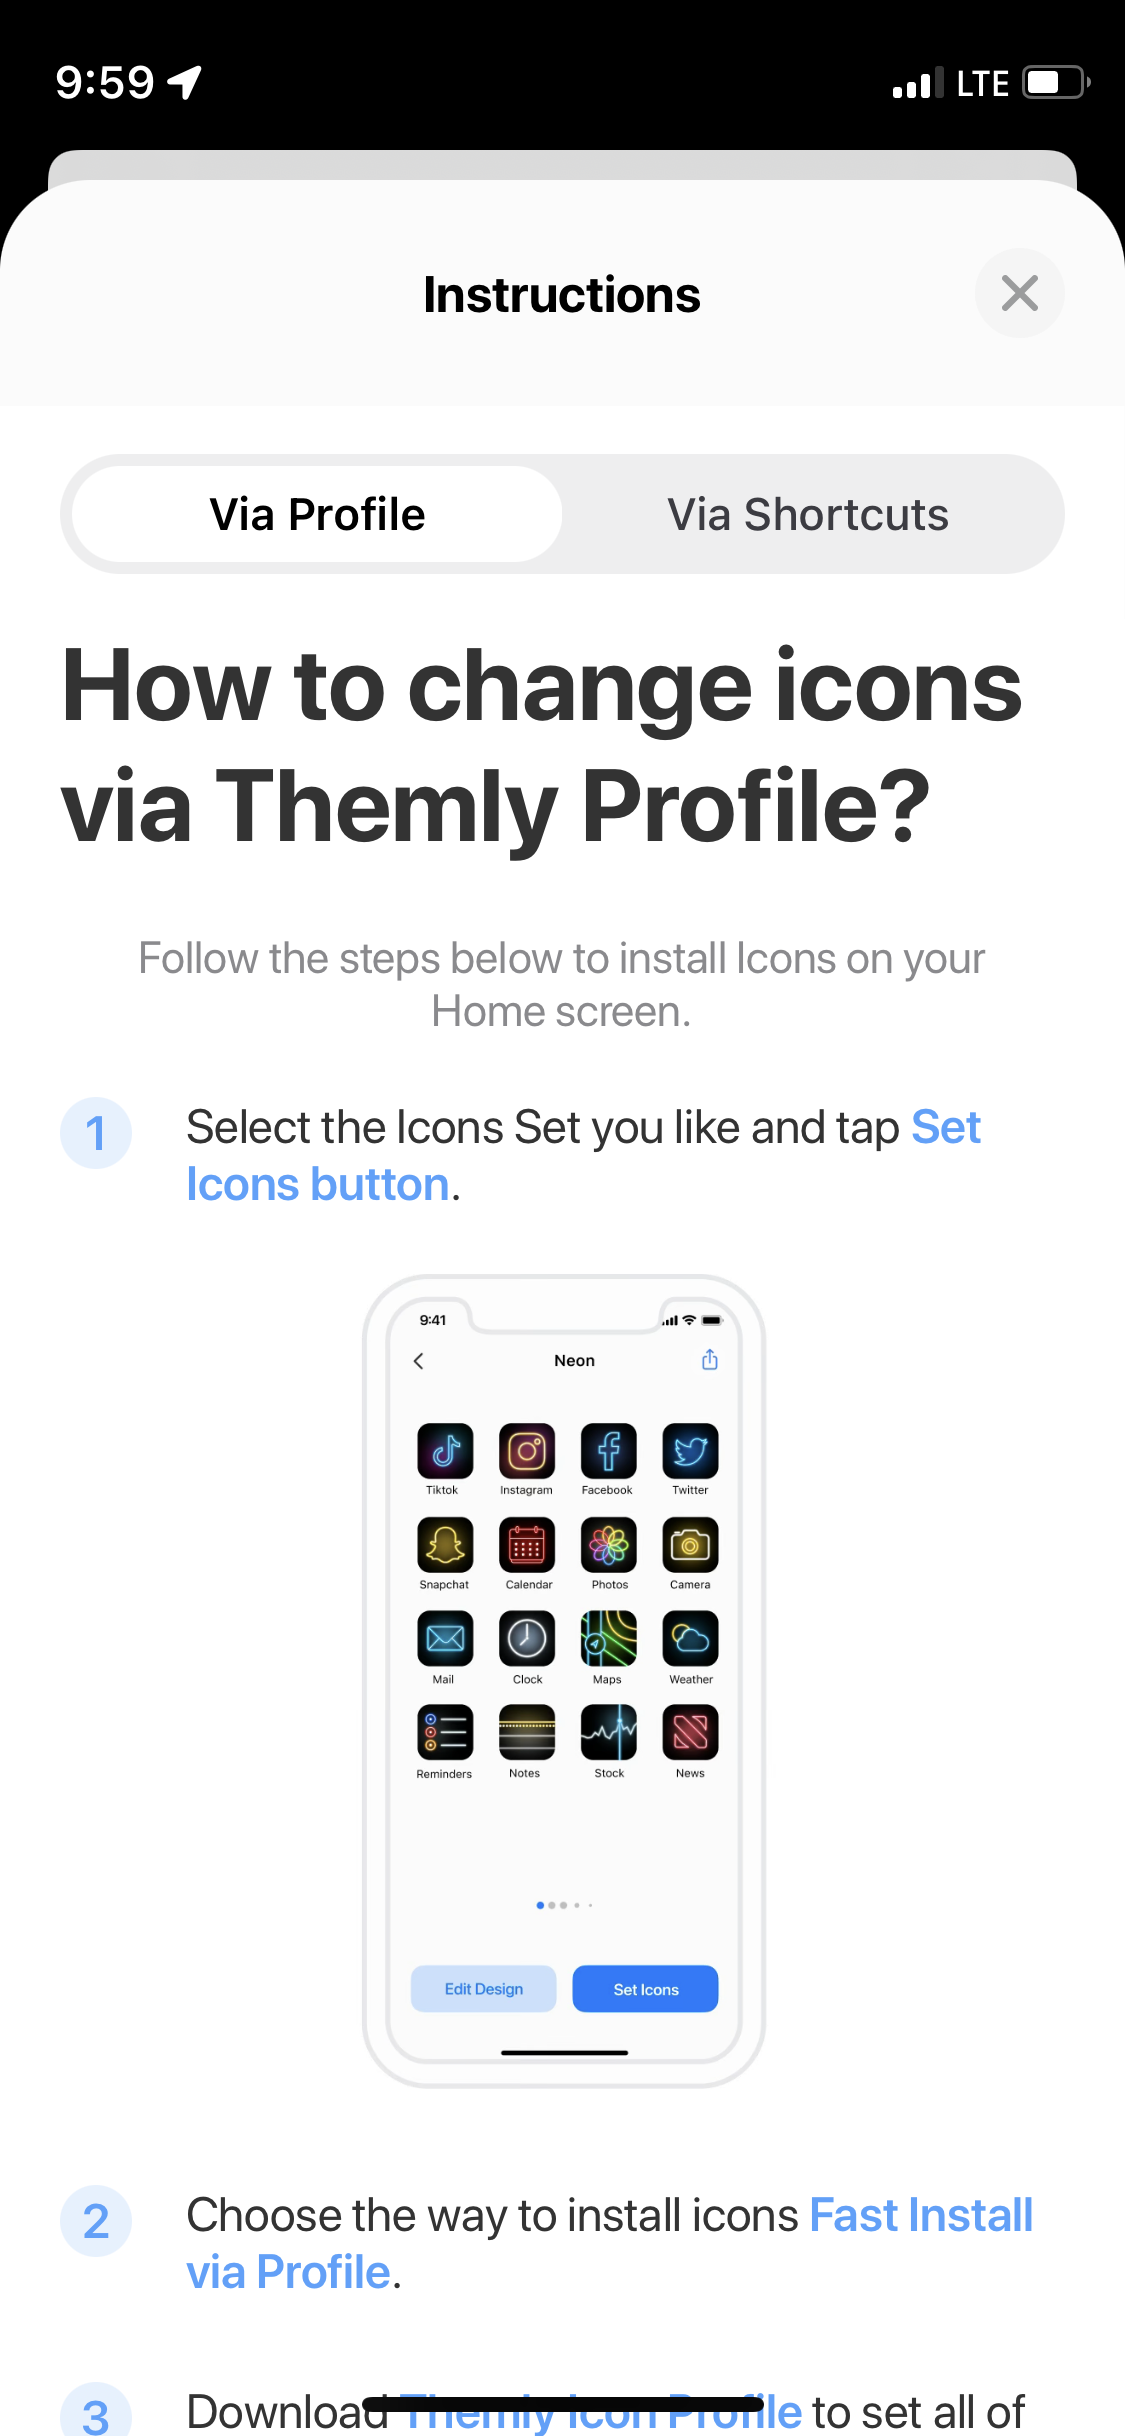 9:59 LTE
Instructions
Via Profile Via Shortcuts
How to change icons
via Themly Profile?
Follow the steps below to install Icons on your
Home screen.
1 Select the Icons Set you like and tap Set
Icons button.
9:41
Neon
Tiktok Instagram Facebook Twitter
Snapchat Calendar Photos Camera
Mail Clock Maps Weather
Reminders Notes Stock News
Edit Design Set Icons
2 Choose the way to install icons Fast Install
via Profile.
3 Download Themly Icon Profile to set all of